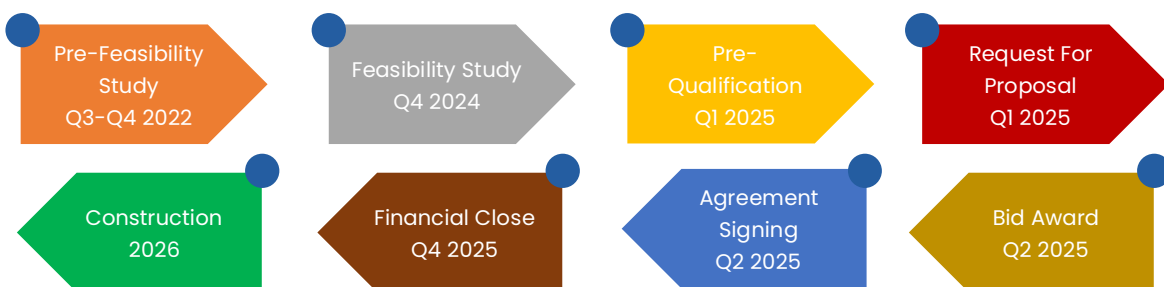 Pre-Feasibility
Study
Q3-Q4 2022
Feasibility Study
Q4 2024
Pre-
Qualification
Q1 2025
Request For
Proposal
Q1 2025
Bid Award
Q2 2025
Agreement
Signing
Q2 2025
Financial Close
Q4 2025
Construction
2026